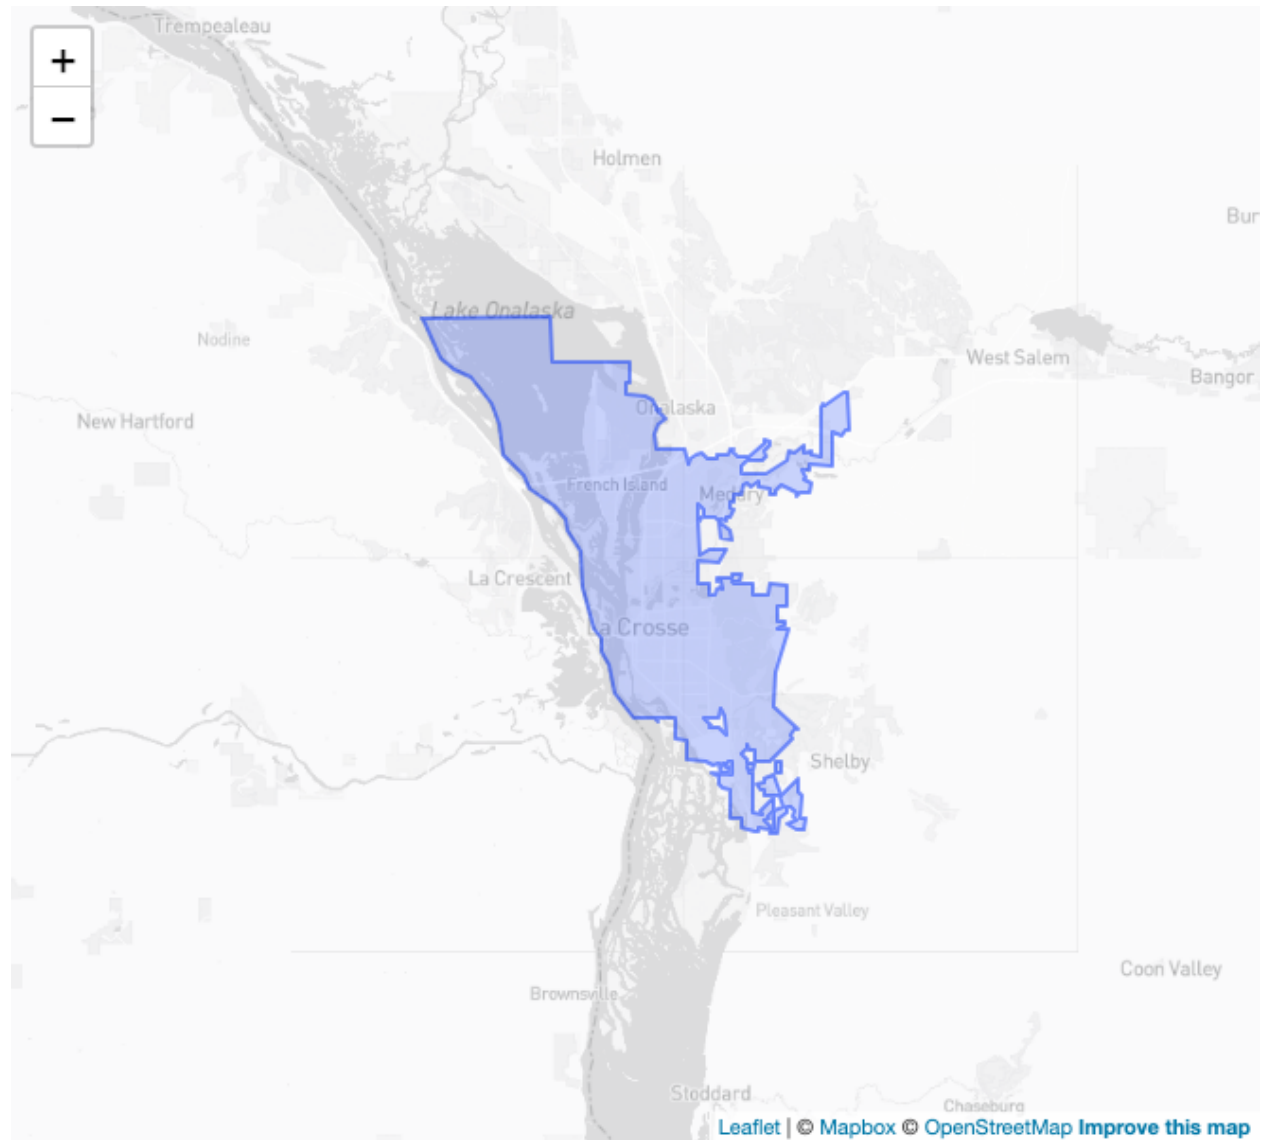 Trempealeau
+
−
Holmen
Bur
Lake Onalaska
Nodine
West Salem
Bangor
Onalaska
New Hartford
French Island
Medary
La Crescent
La Crosse
Shelby
Pleasant Valley
Coon Valley
Brownsville
Stoddard
Chaseburg
Leaflet | © Mapbox © OpenStreetMap Improve this map